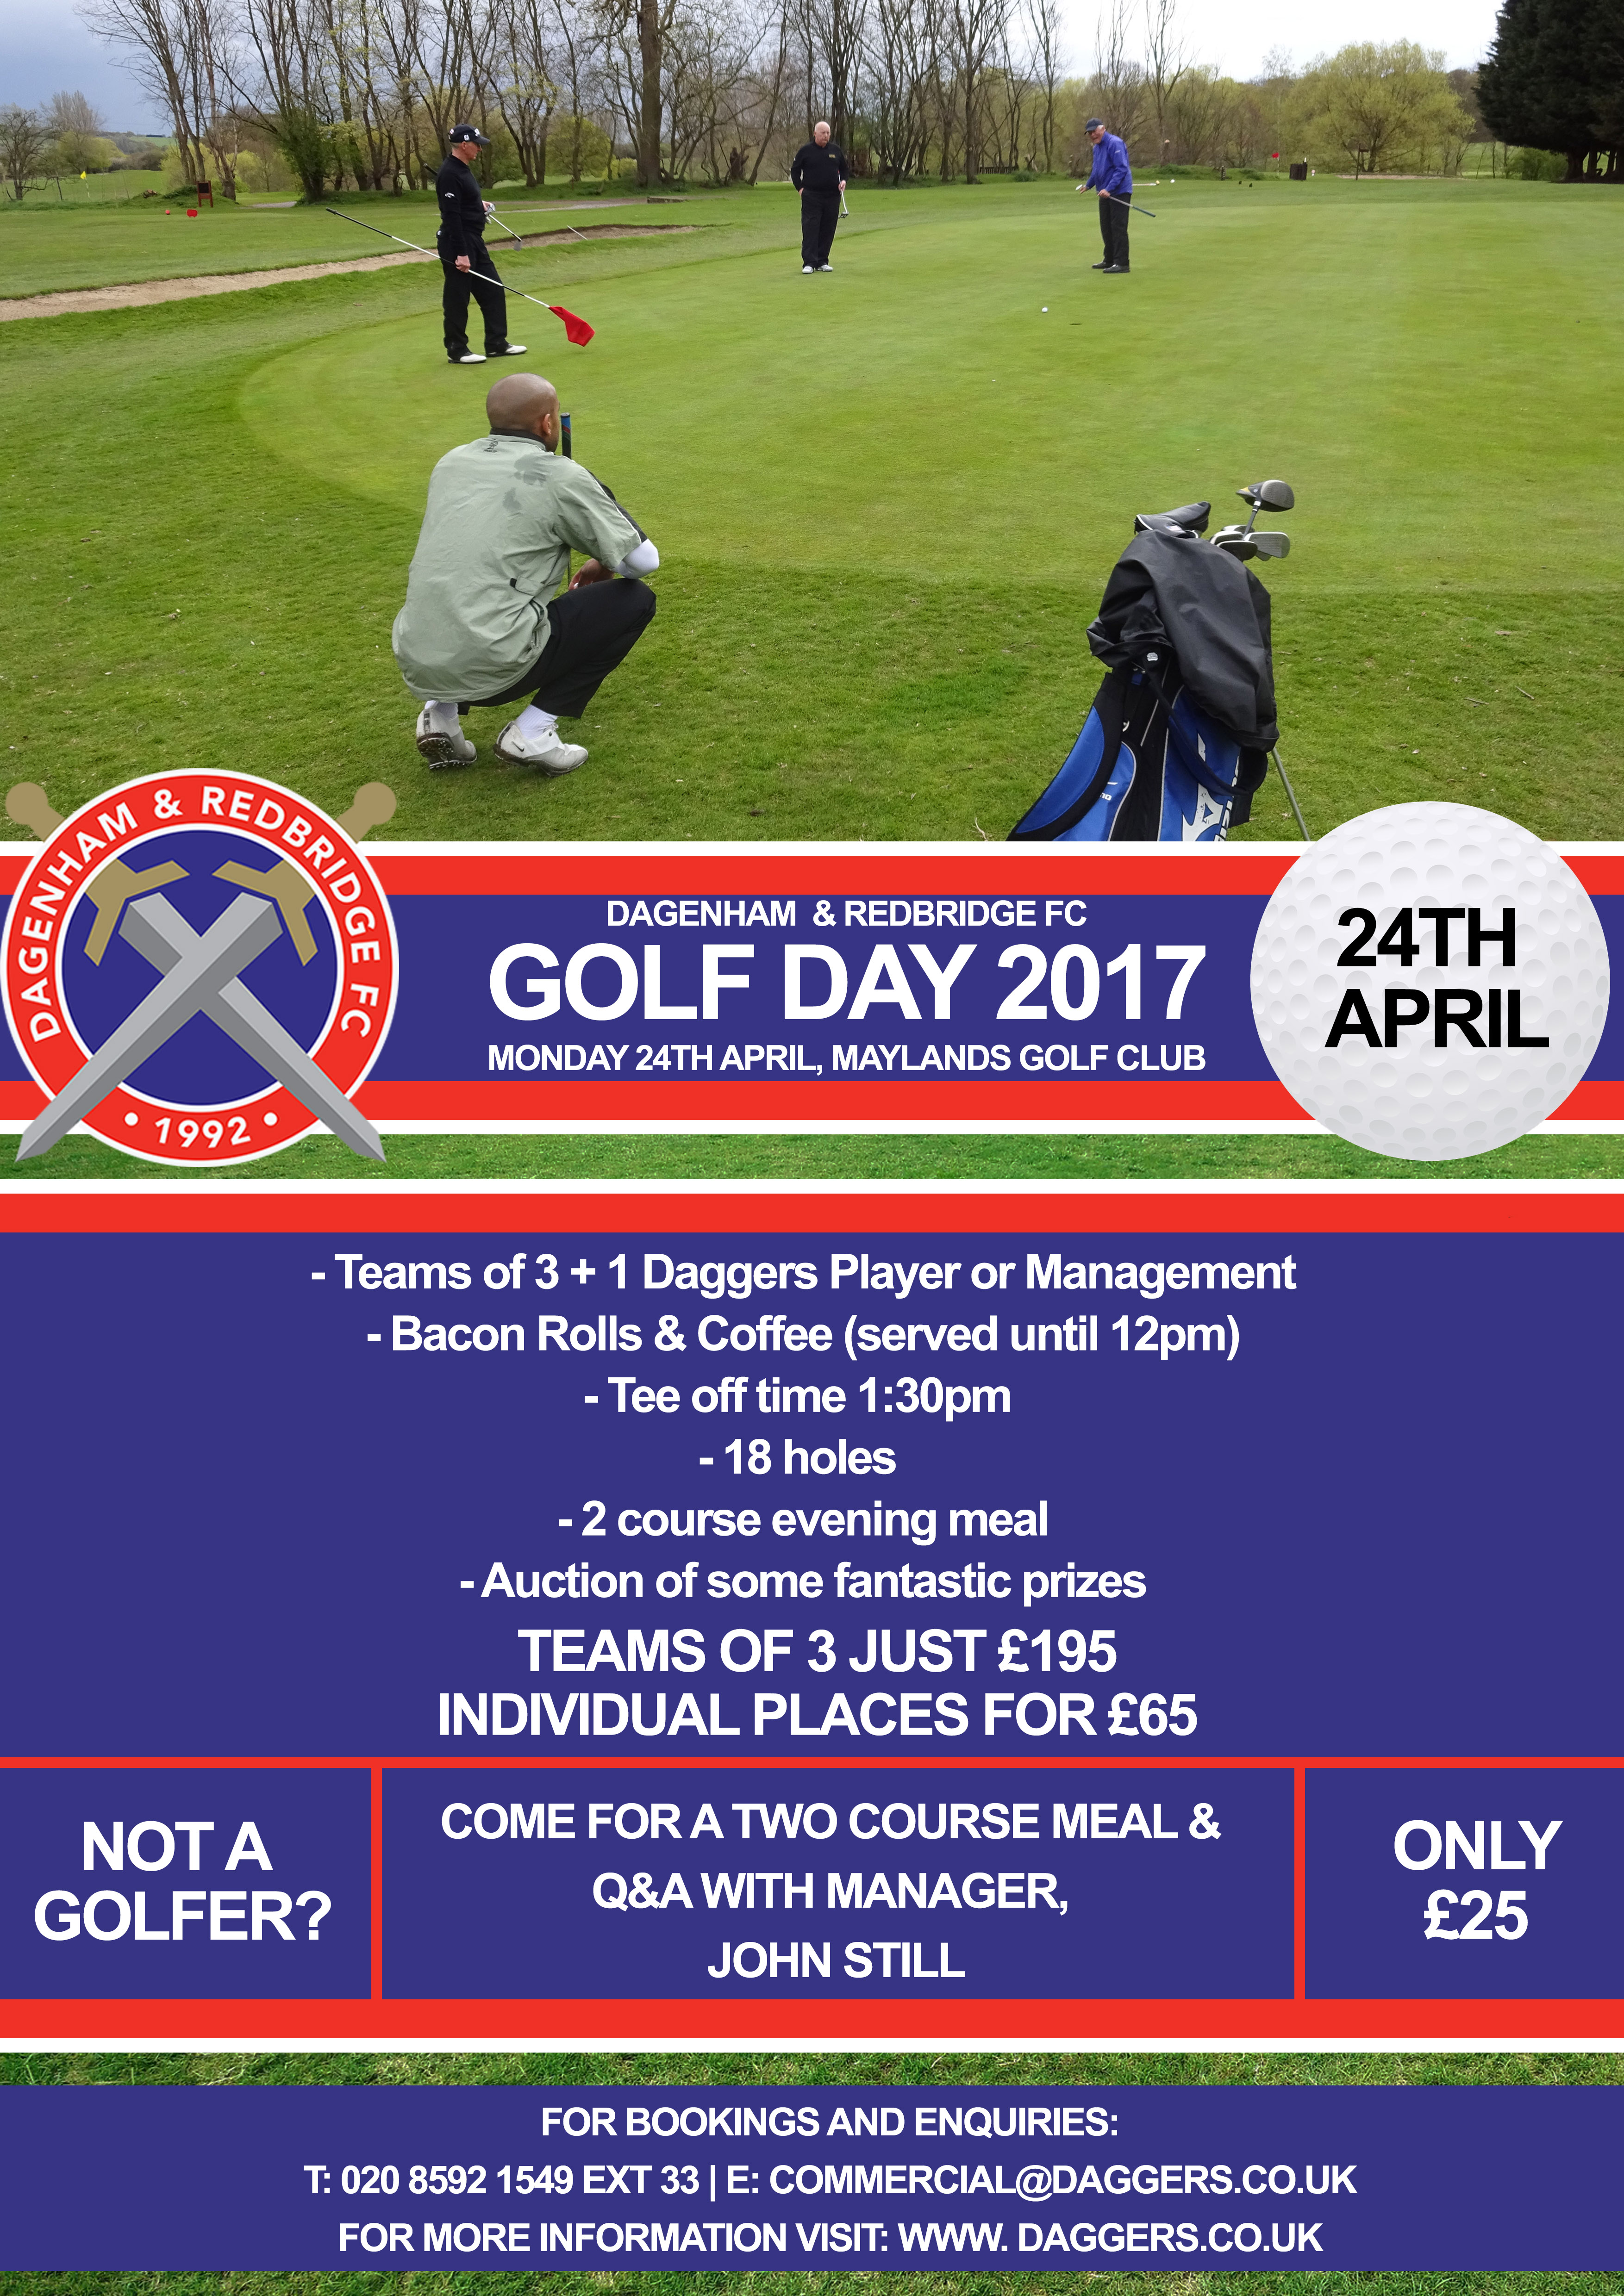 DAGENHAM & REDBRIDGE FC
1992
DAGENHAM & REDBRIDGE FC
GOLF DAY 2017
MONDAY 24TH APRIL, MAYLANDS GOLF CLUB
24TH
APRIL
- Teams of 3 + 1 Daggers Player or Management
- Bacon Rolls & Coffee (served until 12pm)
- Tee off time 1:30pm
- 18 holes
- 2 course evening meal
- Auction of some fantastic prizes
TEAMS OF 3 JUST £195
INDIVIDUAL PLACES FOR £65
NOT A
GOLFER?
COME FOR A TWO COURSE MEAL &
Q&A WITH MANAGER,
JOHN STILL
ONLY
£25
FOR BOOKINGS AND ENQUIRIES:
T: 020 8592 1549 EXT 33 | E: COMMERCIAL@DAGGERS.CO.UK
FOR MORE INFORMATION VISIT: WWW. DAGGERS.CO.UK